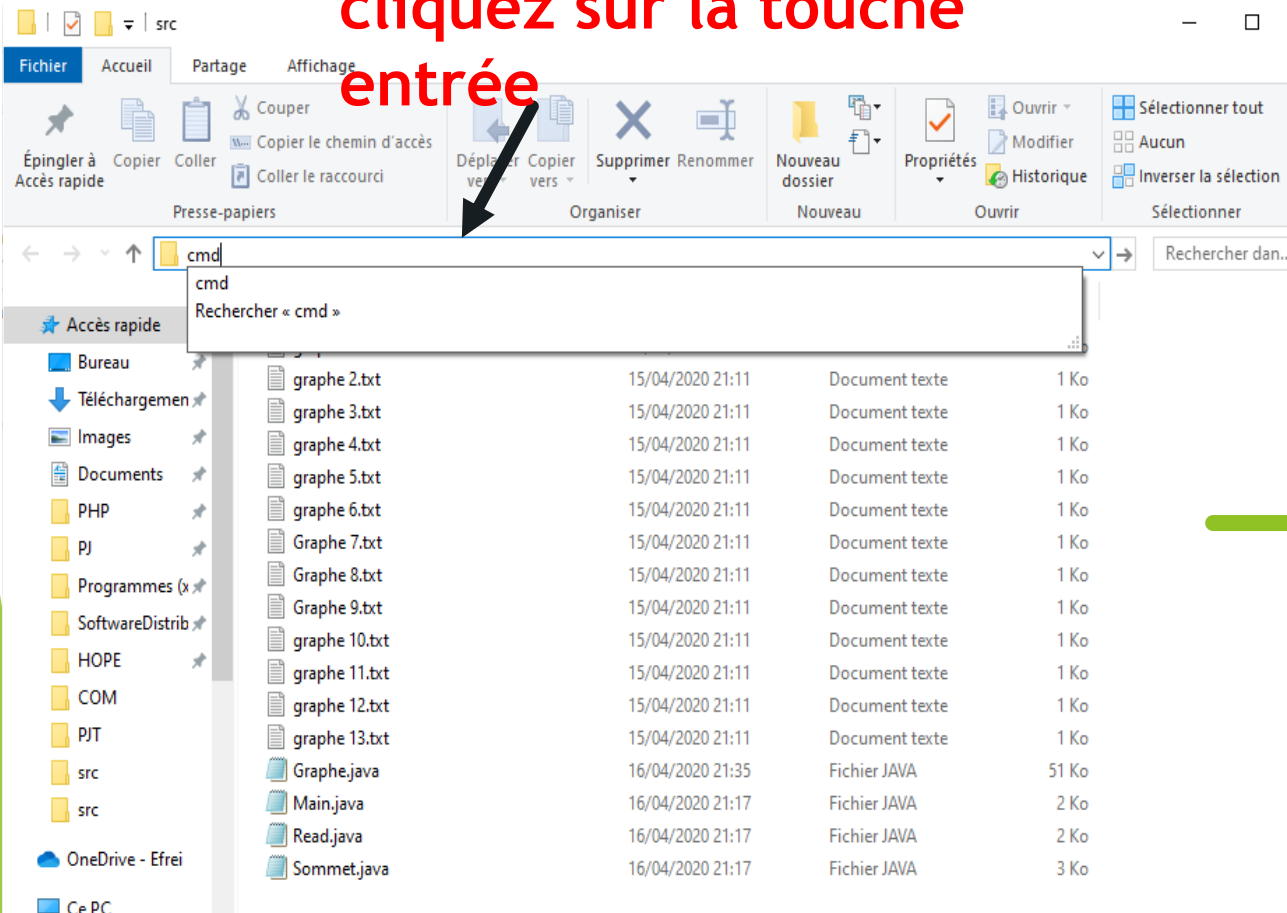 cliquez sur la touche
entrée
src
Fichier Accueil Partage Affichage
Épingler à
Accès rapide
Copier
Coller
Couper
Copier le chemin d'accès
Coller le raccourci
Presse-papiers
Déplacer
vers
Copier
vers
Supprimer
Renommer
Organiser
Nouveau
dossier
Nouveau
Propriétés
Ouvrir
Modifier
Historique
Ouvrir
Sélectionner tout
Aucun
Inverser la sélection
Sélectionner
cmd
Rechercher dan...
cmd
Rechercher « cmd »
Accès rapide
Bureau
Téléchargemen
Images
Documents
PHP
PJ
Programmes (x
SoftwareDistrib
HOPE
COM
PJT
src
src
OneDrive - Efrei
Ce PC
graphe 2.txt 15/04/2020 21:11 Document texte 1 Ko
graphe 3.txt 15/04/2020 21:11 Document texte 1 Ko
graphe 4.txt 15/04/2020 21:11 Document texte 1 Ko
graphe 5.txt 15/04/2020 21:11 Document texte 1 Ko
graphe 6.txt 15/04/2020 21:11 Document texte 1 Ko
Graphe 7.txt 15/04/2020 21:11 Document texte 1 Ko
Graphe 8.txt 15/04/2020 21:11 Document texte 1 Ko
Graphe 9.txt 15/04/2020 21:11 Document texte 1 Ko
graphe 10.txt 15/04/2020 21:11 Document texte 1 Ko
graphe 11.txt 15/04/2020 21:11 Document texte 1 Ko
graphe 12.txt 15/04/2020 21:11 Document texte 1 Ko
graphe 13.txt 15/04/2020 21:11 Document texte 1 Ko
Graphe.java 16/04/2020 21:35 Fichier JAVA 51 Ko
Main.java 16/04/2020 21:17 Fichier JAVA 2 Ko
Read.java 16/04/2020 21:17 Fichier JAVA 2 Ko
Sommet.java 16/04/2020 21:17 Fichier JAVA 3 Ko